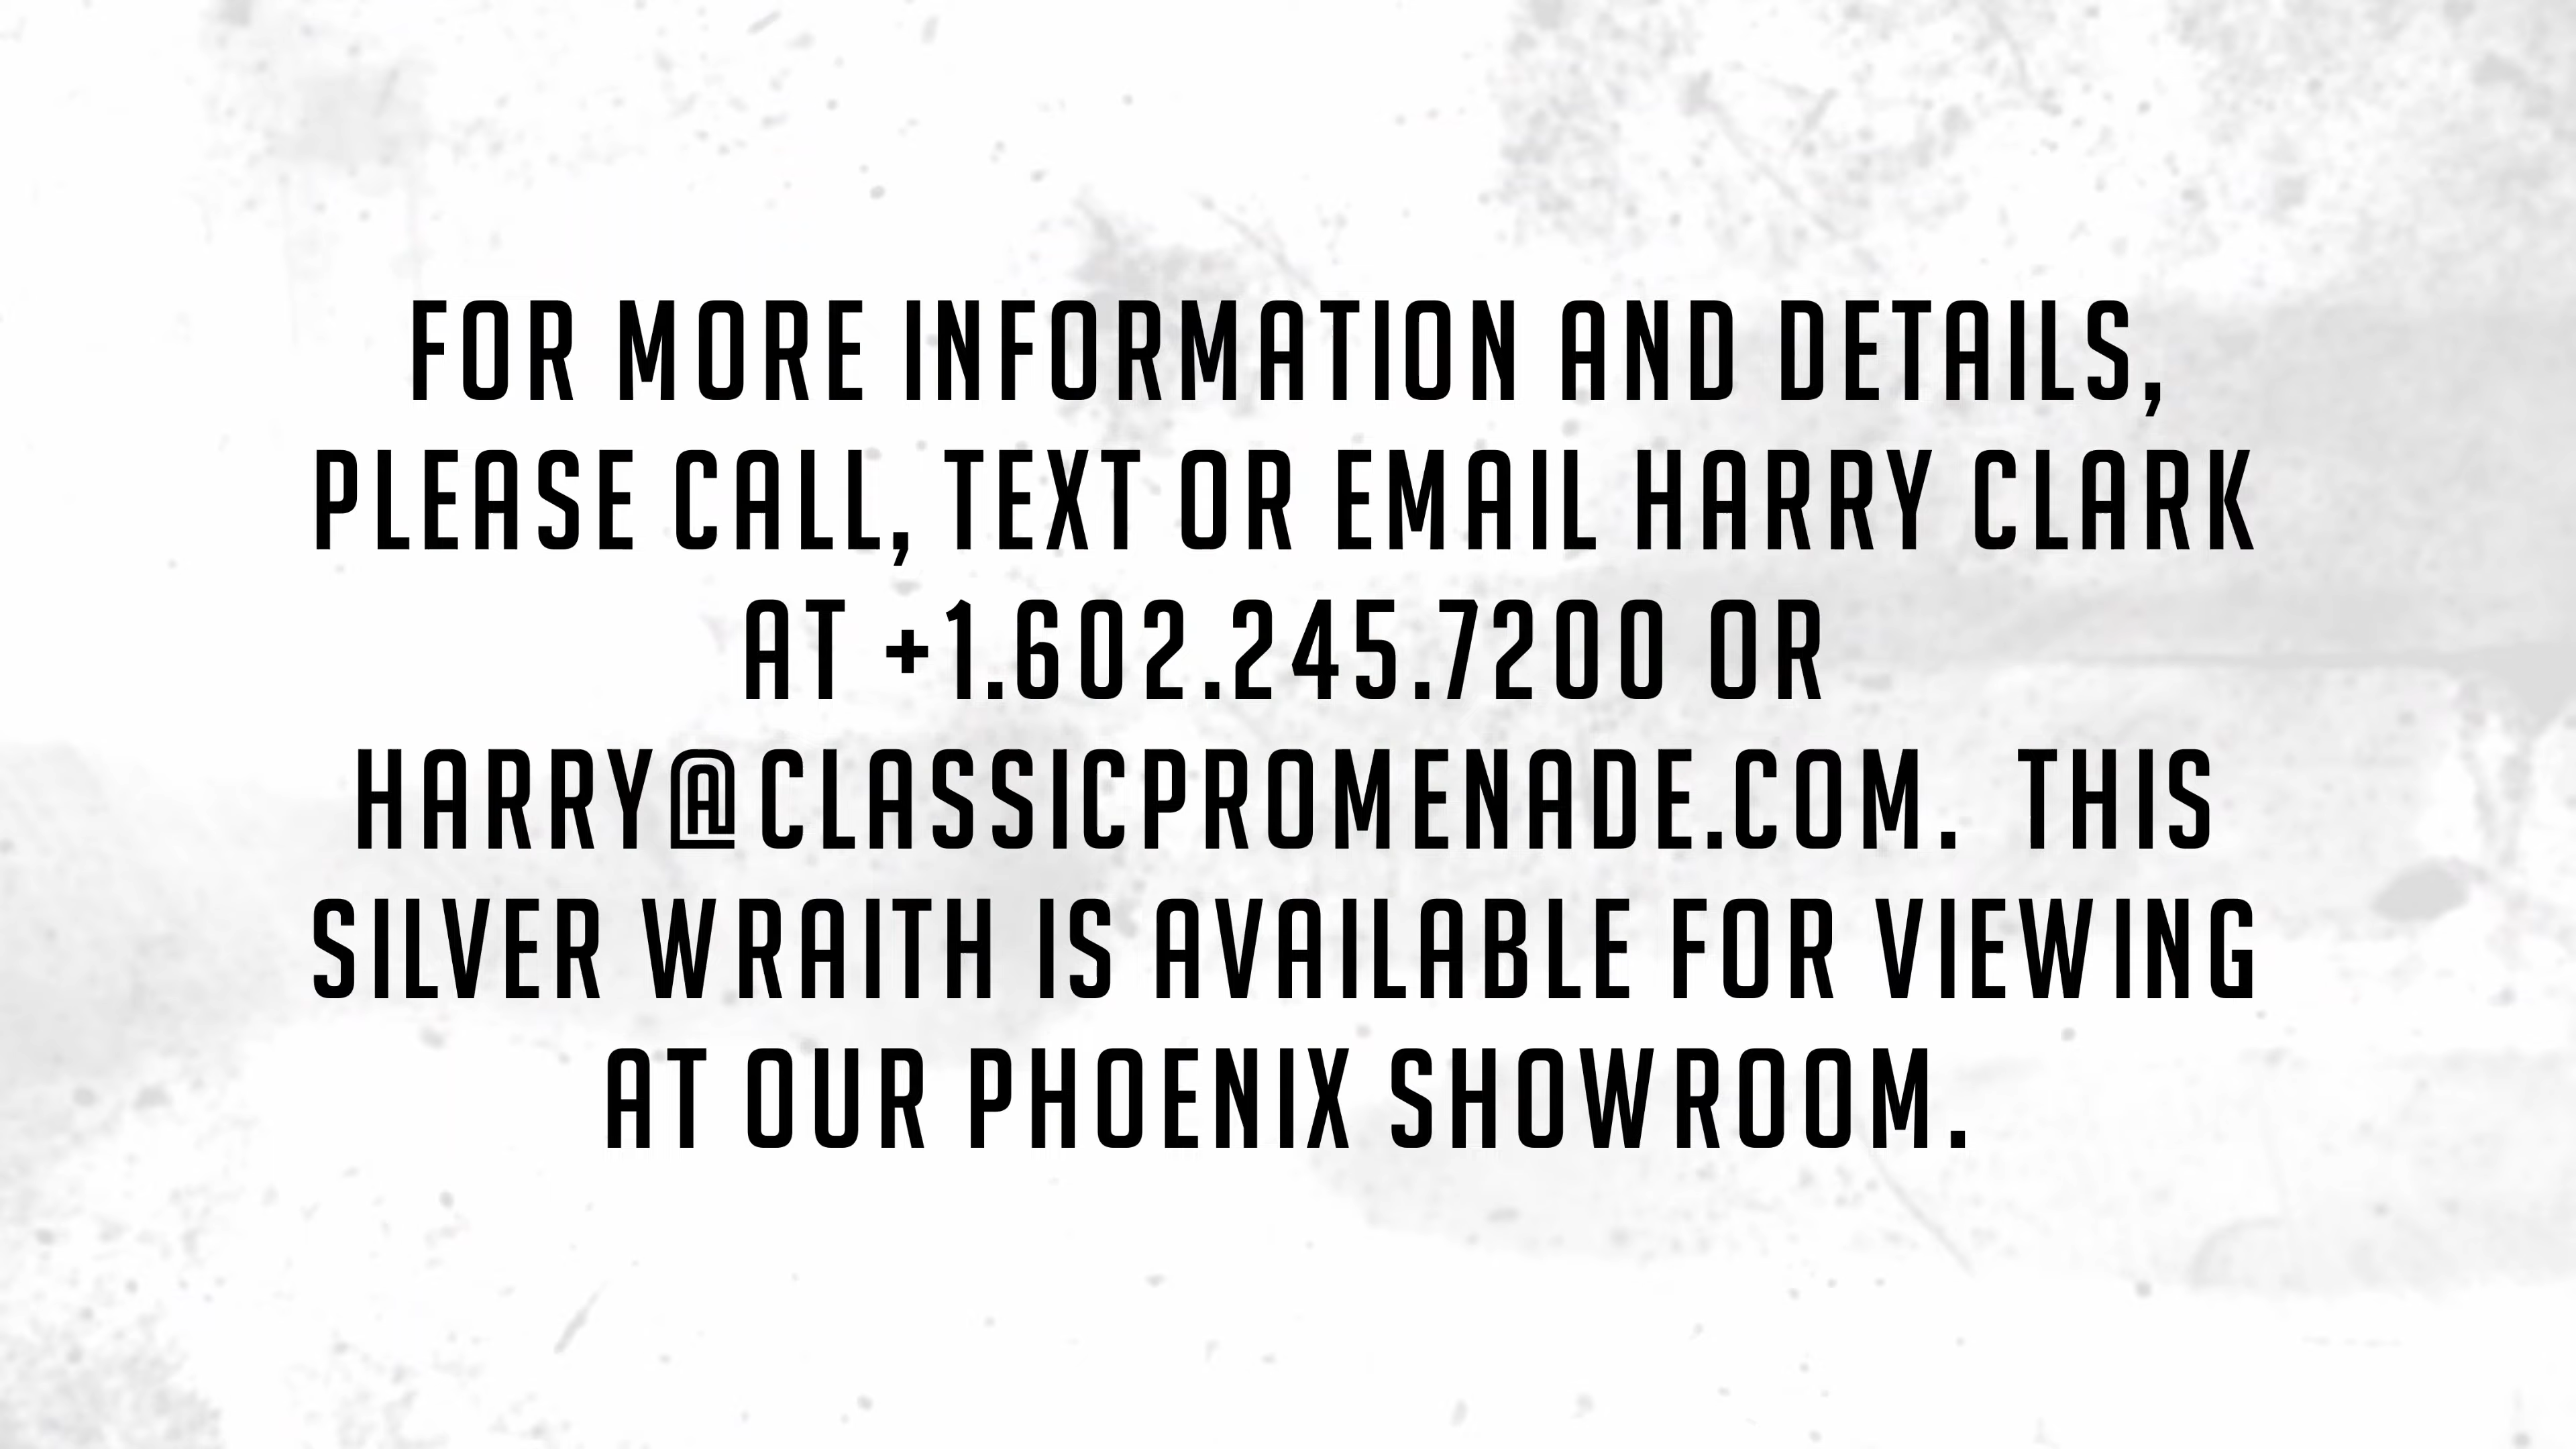 FOR MORE INFORMATION AND DETAILS,
PLEASE CALL, TEXT OR EMAIL HARRY CLARK
AT +1.602.245.7200 OR
HARRY@CLASSICPROMENADE.COM.  THIS
SILVER WRAITH IS AVAILABLE FOR VIEWING
AT OUR PHOENIX SHOWROOM.